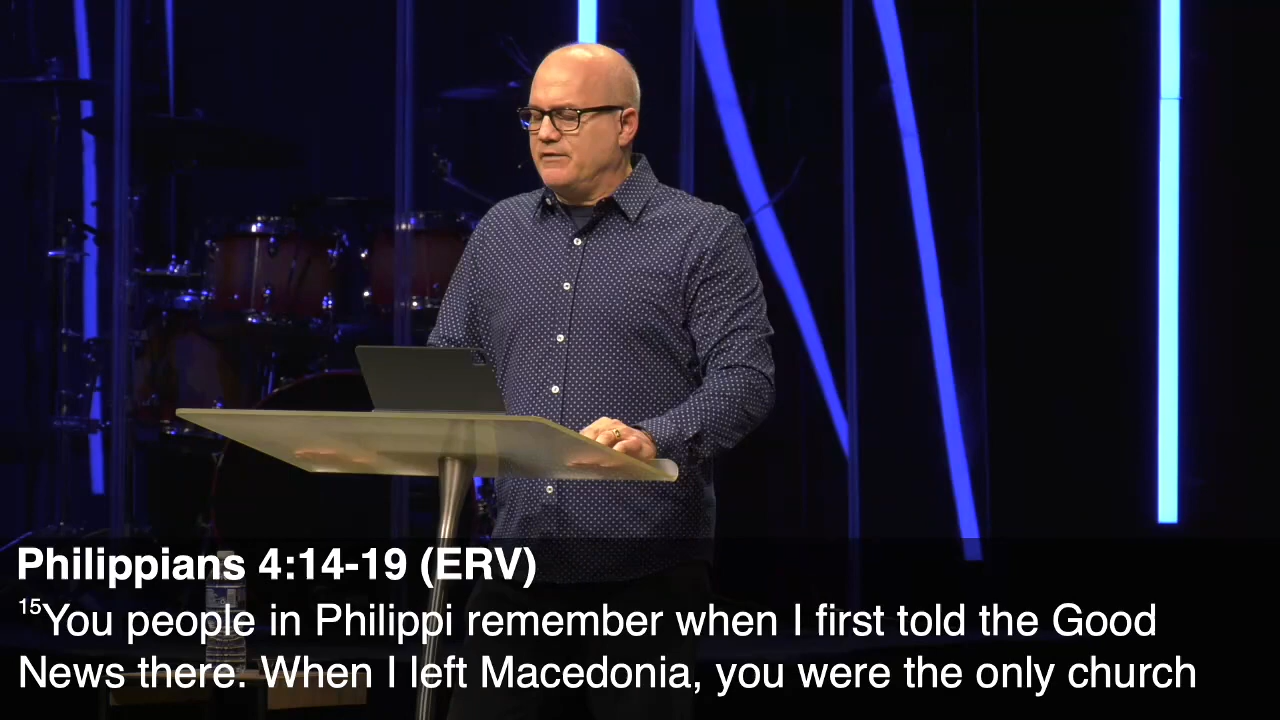 Philippians 4:14-19 (ERV)
15You people in Philippi remember when I first told the Good
News there. When I left Macedonia, you were the only church